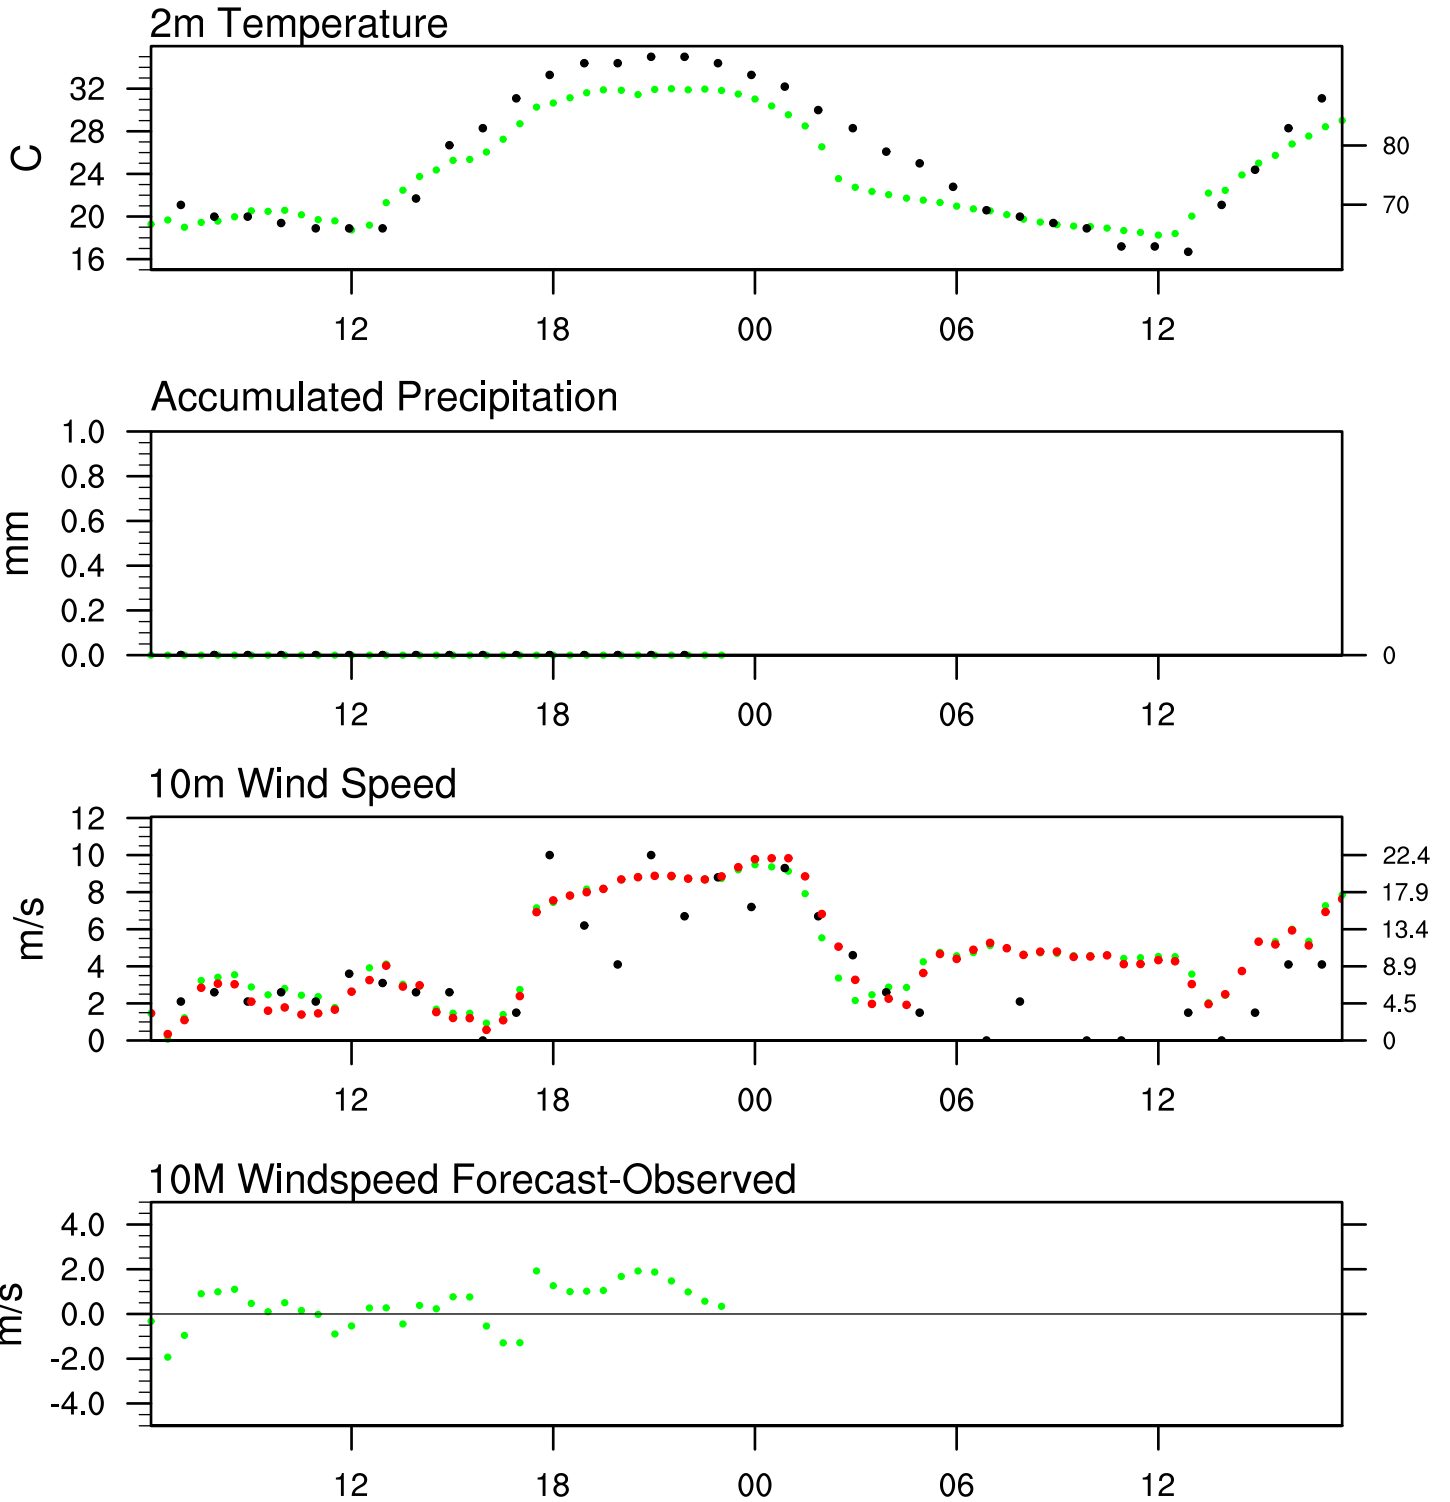 2m Temperature
C
32
28
24
20
16
80
70
12 18 00 06 12
Accumulated Precipitation
mm
1.0
0.8
0.6
0.4
0.2
0.0
0
12 18 00 06 12
10m Wind Speed
m/s
12
10
8
6
4
2
0
22.4
17.9
13.4
8.9
4.5
0
12 18 00 06 12
10M Windspeed Forecast-Observed
m/s
4.0
2.0
0.0
-2.0
-4.0
12 18 00 06 12